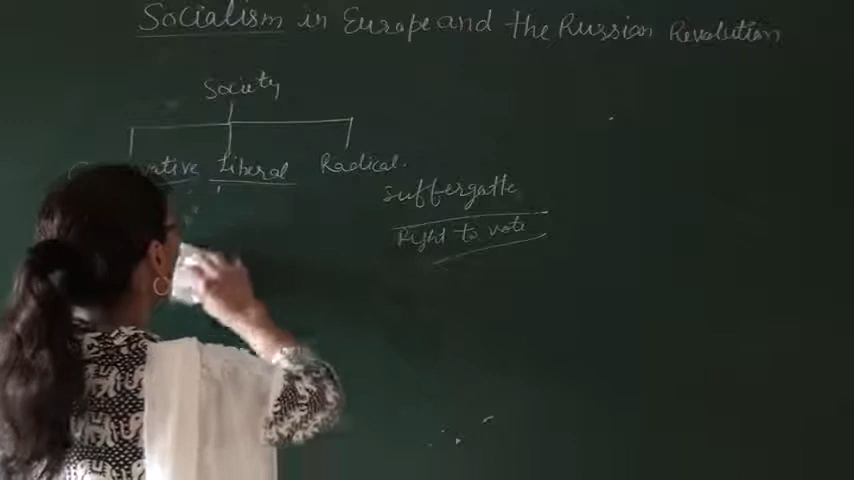 Socialism in Europe and the Russian Revolution
Society
Liberal Radical.
Suffergatte
Right to vote